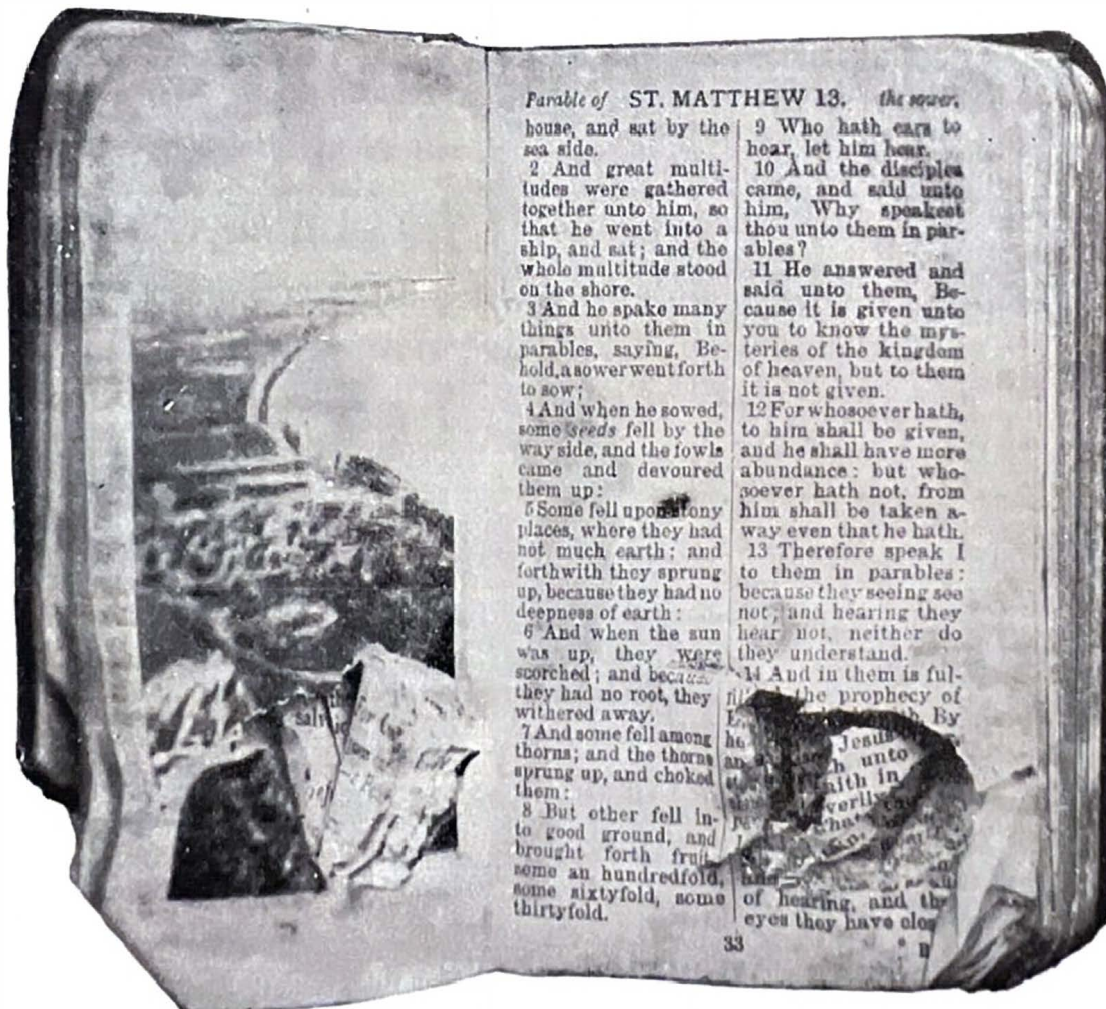 Parable of ST. MATTHEW 13. the sower.
house, and sat by the
sea side.
2 And great multi-
tudes were gathered
together unto him, so
that he went into a
ship, and sat; and the
whole multitude stood
on the shore.
3 And he spake many
things unto them in
parables, saying, Be-
hold, a sower went forth
to sow;
4 And when he sowed,
some seeds fell by the
way side, and the fowls
came and devoured
them up:
5 Some fell upon stony
places, where they had
not much earth: and
forthwith they sprung
up, because they had no
deepness of earth:
6 And when the sun
was up, they were
scorched; and because
they had no root, they
withered away.
7 And some fell among
thorns; and the thorns
sprung up, and choked
them:
8 But other fell in-
to good ground, and
brought forth fruit,
some an hundredfold,
some sixtyfold, some
thirtyfold.
9 Who hath ears to
hear, let him hear.
10 And the disciples
came, and said unto
him, Why speakest
thou unto them in par-
ables?
11 He answered and
said unto them, Be-
cause it is given unto
you to know the mys-
teries of the kingdom
of heaven, but to them
it is not given.
12 For whosoever hath,
to him shall be given,
and he shall have more
abundance: but who-
soever hath not, from
him shall be taken a-
way even that he hath.
13 Therefore speak I
to them in parables:
because they seeing see
not; and hearing they
hear not, neither do
they understand.
14 And in them is ful-
the prophecy of
By
Jesus
unto
in
verily
of hearing, and
eyes they have
33
B